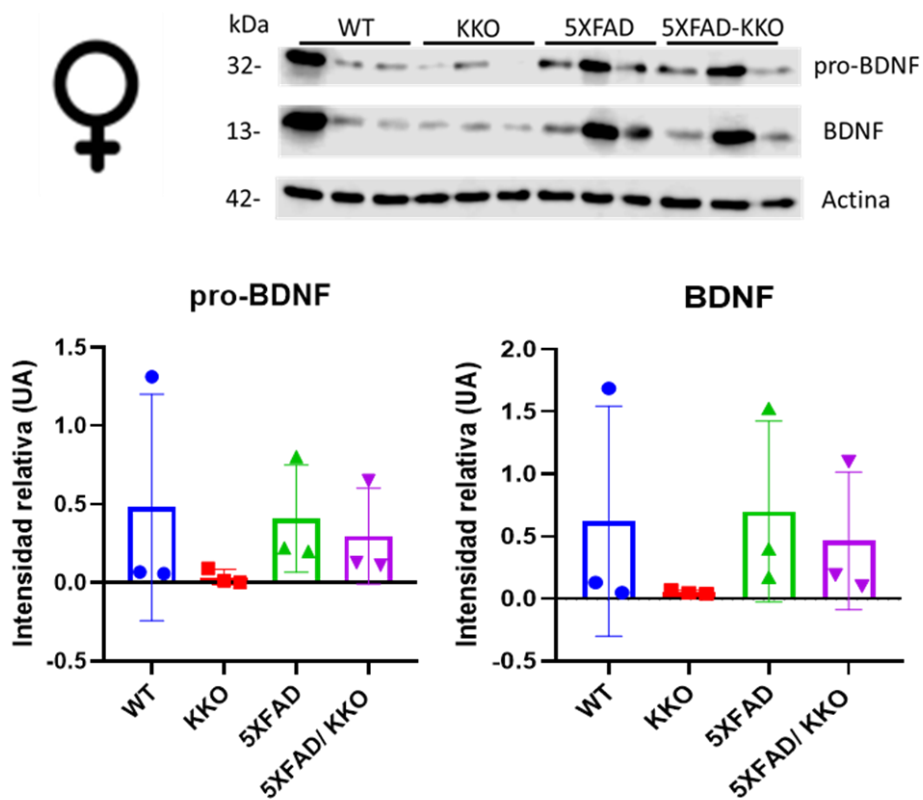 kDa WT KKO 5XFAD 5XFAD-KKO
32- pro-BDNF
13- BDNF
42- Actina
pro-BDNF
Intensidad relativa (UA)
1.5
1.0
0.5
0.0
-0.5
WT
KKO
5XFAD
5XFAD/ KKO
BDNF
Intensidad relativa (UA)
2.0
1.5
1.0
0.5
0.0
-0.5
WT
KKO
5XFAD
5XFAD/ KKO